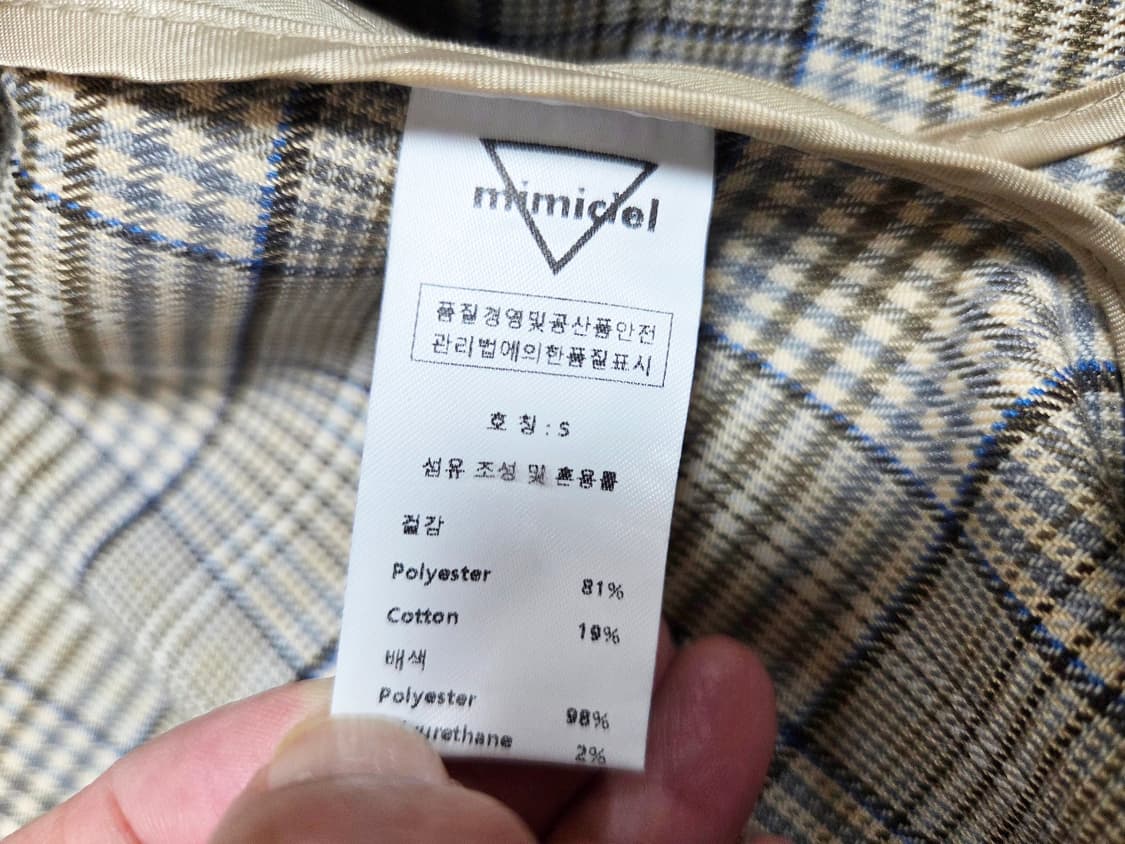 mimiclel
품질경영및공산품안전
관리법에의한품질표시
호 칭 : S
섬유 조성 및 혼용률
겉감
Polyester 81%
Cotton 19%
배색
Polyester 98%
urethane 2%